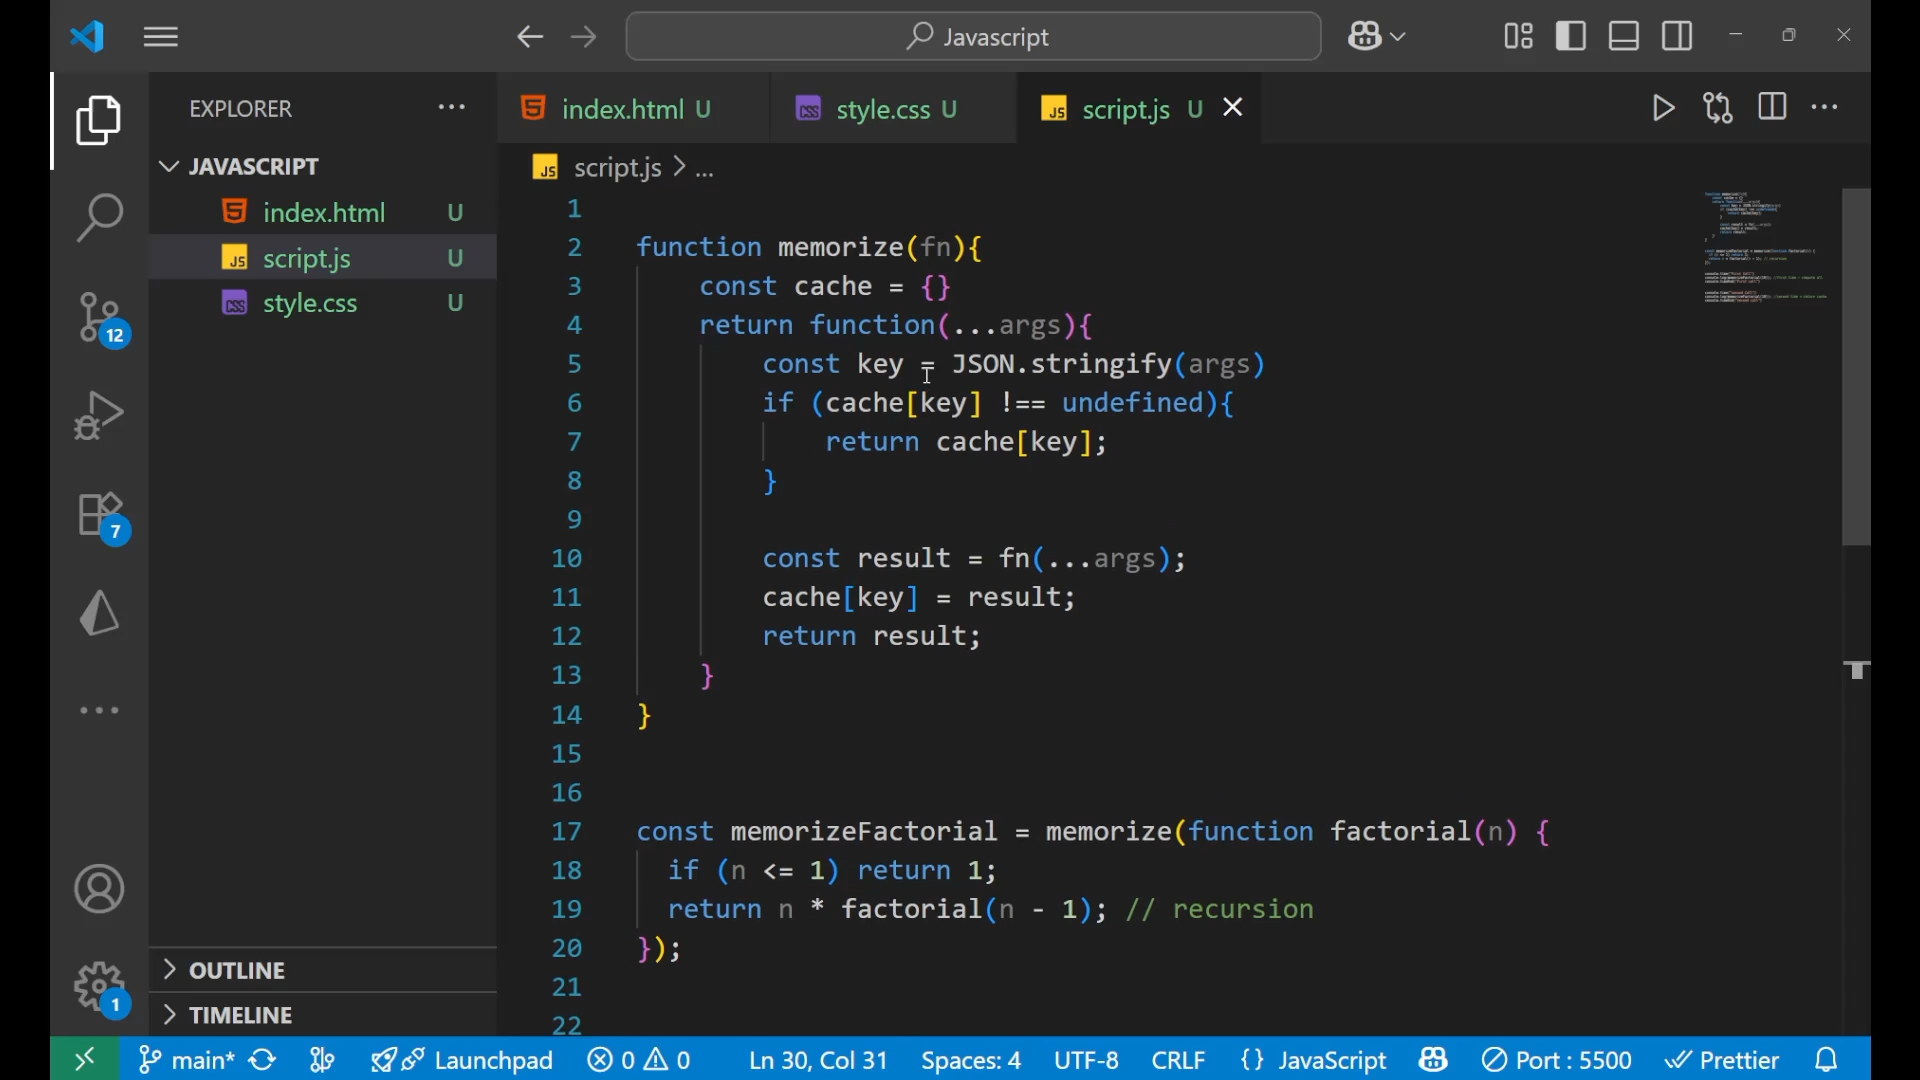 Javascript
EXPLORER
index.html U
style.css U
script.js U
JAVASCRIPT
index.html U
script.js U
style.css U
12
7
1
OUTLINE
TIMELINE
script.js > ...
1
2 function memorize(fn){
3 const cache = {}
4 return function(...args){
5 const key = JSON.stringify(args)
6 if (cache[key] !== undefined){
7 return cache[key];
8 }
9
10 const result = fn(...args);
11 cache[key] = result;
12 return result;
13 }
14 }
15
16
17 const memorizeFactorial = memorize(function factorial(n) {
18 if (n <= 1) return 1;
19 return n * factorial(n - 1); // recursion
20 });
21
22
main* Launchpad 0 0 Ln 30, Col 31 Spaces: 4 UTF-8 CRLF {} JavaScript Port : 5500 Prettier